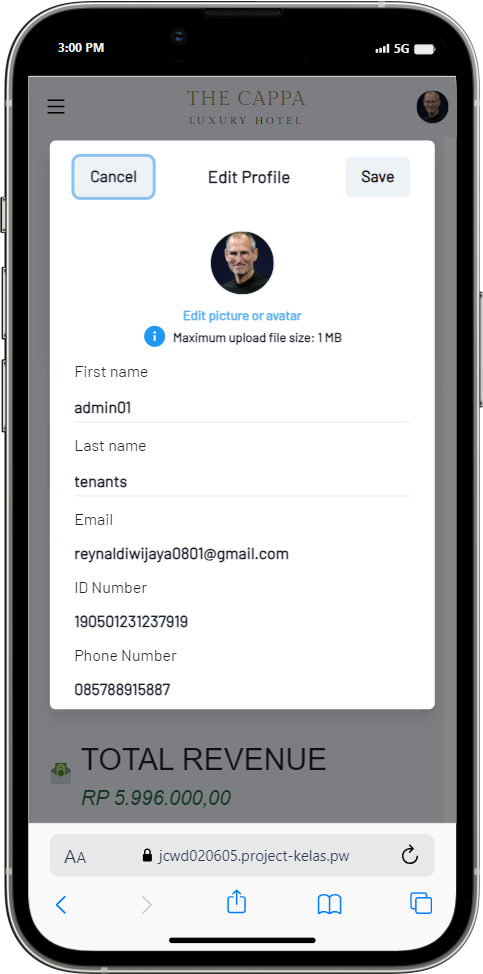 3:00 PM 5G
THE CAPPA
LUXURY HOTEL
Cancel Edit Profile Save
Edit picture or avatar
i Maximum upload file size: 1 MB
First name
admin01
Last name
tenants
Email
reynaldiwijaya0801@gmail.com
ID Number
190501231237919
Phone Number
085788915887
TOTAL REVENUE
RP 5.996.000,00
AA jcwd020605.project-kelas.pw